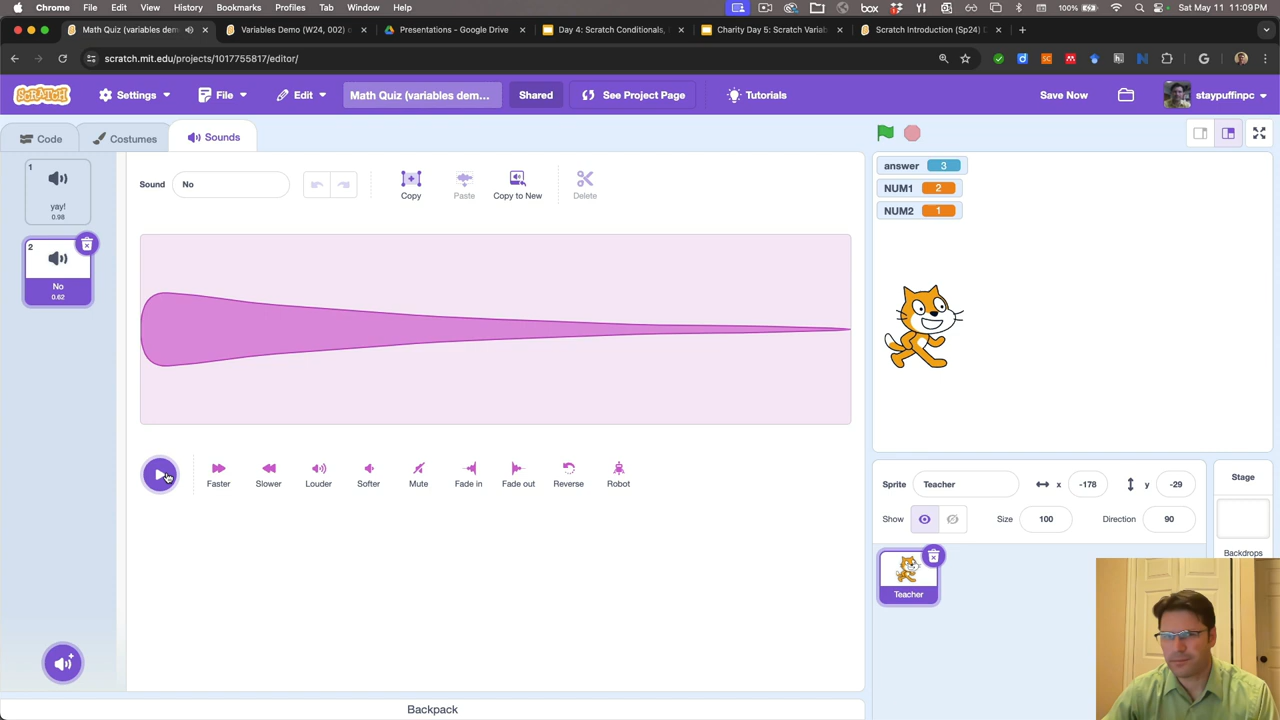 Chrome File Edit View History Bookmarks Profiles Tab Window Help box 100% Sat May 11 11:09 PM
Math Quiz (variables dem Variables Demo (W24, 002) Presentations - Google Drive Day 4: Scratch Conditionals, Charity Day 5: Scratch Variab Scratch Introduction (Sp24)
scratch.mit.edu/projects/1017755817/editor/
SCRATCH Settings File Edit Math Quiz (variables dem... Shared See Project Page Tutorials Save Now staypuffinpc
Code Costumes Sounds
1 yay! 0.98
2 No 0.62
Sound No Copy Paste Copy to New Delete
Faster Slower Louder Softer Mute Fade in Fade out Reverse Robot
answer 3
NUM1 2
NUM2 1
Sprite Teacher x -178 y -29
Show Size 100 Direction 90
Teacher
Stage
Backdrops
Backpack